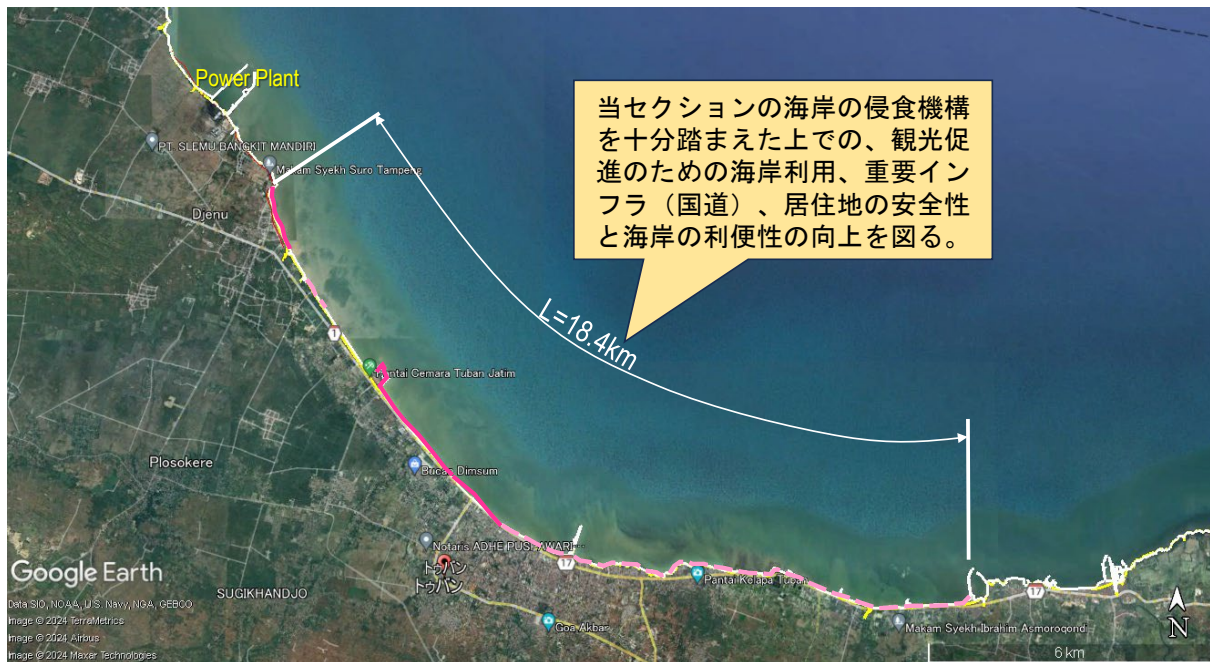 Power Plant
当セクションの海岸の侵食機構
を十分踏まえた上での、観光促
進のための海岸利用、重要イン
フラ（国道）、居住地の安全性
と海岸の利便性の向上を図る。
PT. SLEMU BANGKIT MANDIRI
Makam Syekh Suro Tampeng
Djenu
L=18.4km
1
Pantai Gemara Tuban Jatim
Plosokere
Bucas Dimsum
Notaris ADHE PUSPAWARI...
17
トゥバン
トゥバン
Pantai Kelapa Tuban
Google Earth
SUGIKHANDJO
17
Data SIO, NOAA, U.S. Navy, NGA, GEBCO
Image © 2024 TerraMetrics
Image © 2024 Airbus
Image © 2024 Maxar Technologies
Goa Akbar
Makam Syekh Ibrahim Asmoroqondi
N
6 km